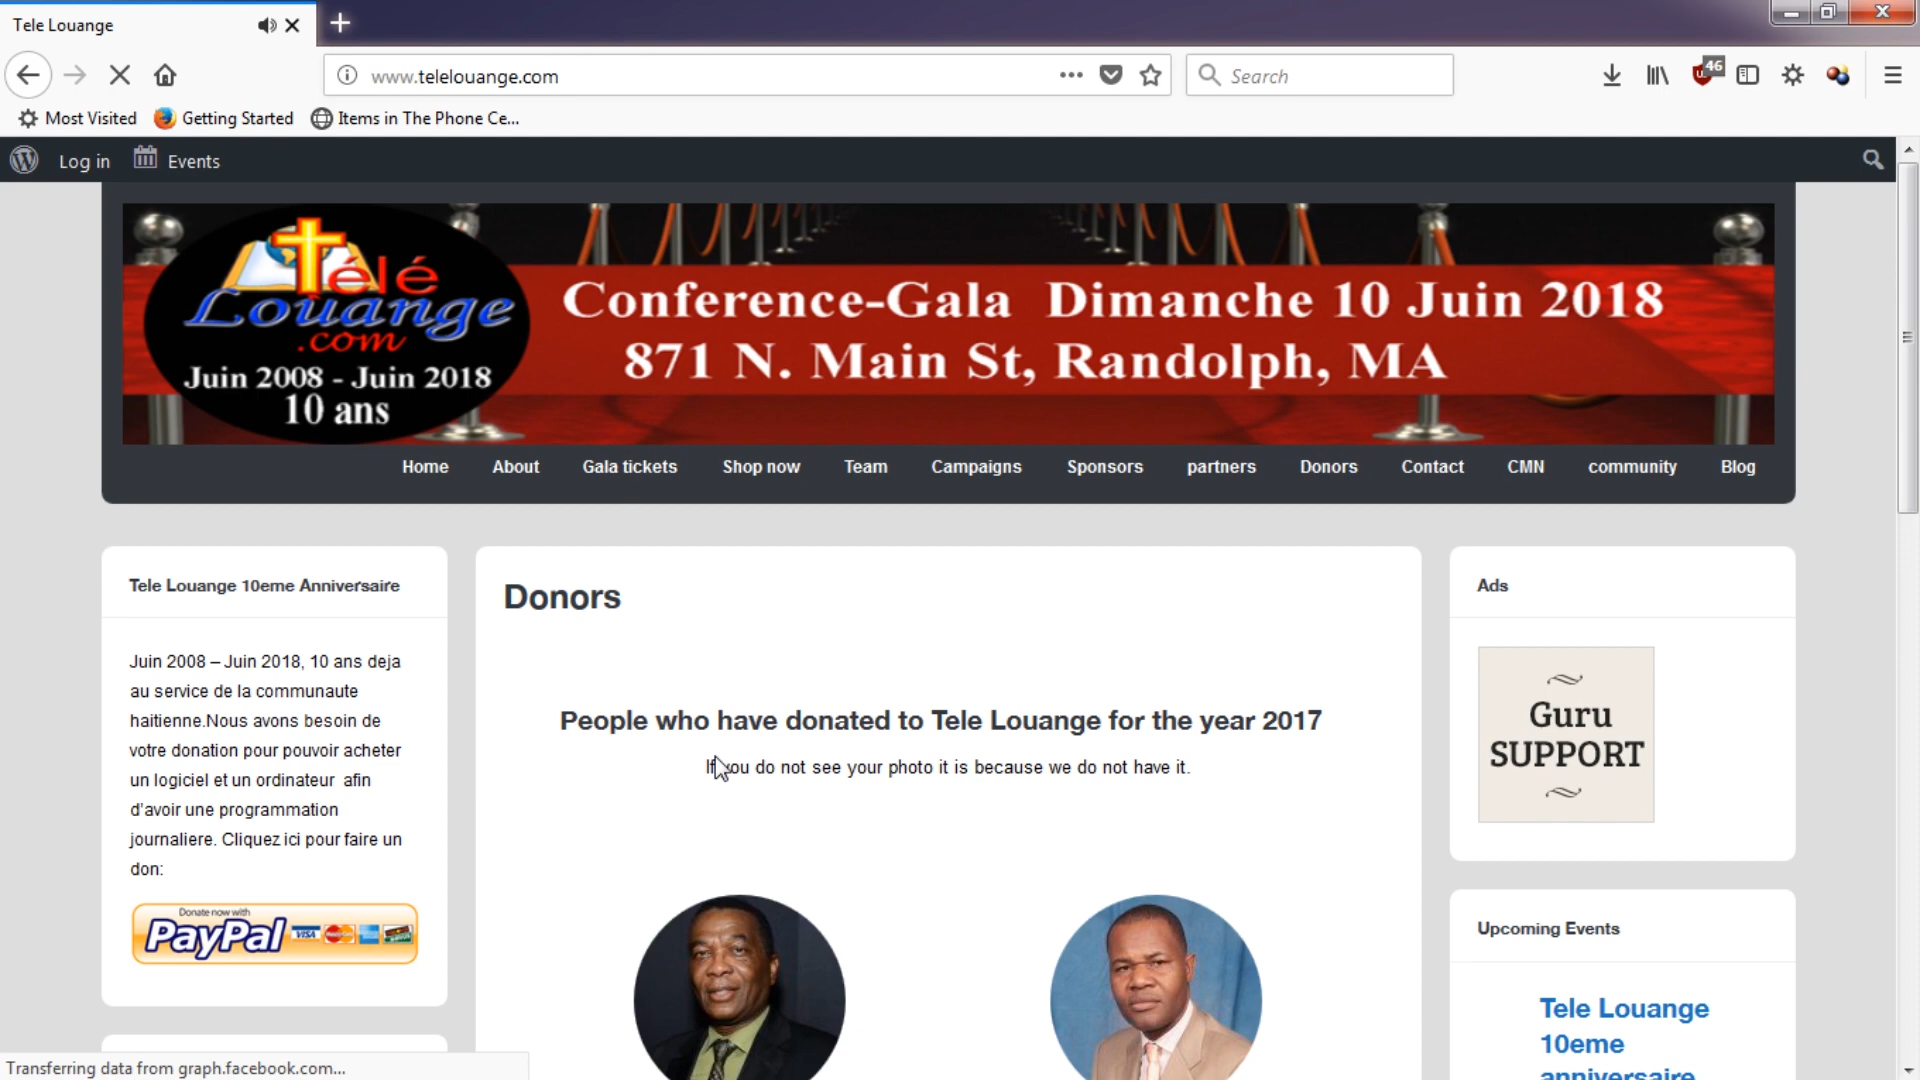 Tele Louange
www.telelouange.com
Search
46
Most Visited
Getting Started
Items in The Phone Ce...
Log in
Events
Télé
Louange
.com
Juin 2008 - Juin 2018
10 ans
Conference-Gala Dimanche 10 Juin 2018
871 N. Main St, Randolph, MA
Home
About
Gala tickets
Shop now
Team
Campaigns
Sponsors
partners
Donors
Contact
CMN
community
Blog
Tele Louange 10eme Anniversaire
Juin 2008 – Juin 2018, 10 ans deja
au service de la communaute
haitienne.Nous avons besoin de
votre donation pour pouvoir acheter
un logiciel et un ordinateur afin
d'avoir une programmation
journaliere. Cliquez ici pour faire un
don:
Donate now with
PayPal
VISA
Donors
People who have donated to Tele Louange for the year 2017
If you do not see your photo it is because we do not have it.
Ads
Guru
SUPPORT
Upcoming Events
Tele Louange
10eme
anniversaire
Transferring data from graph.facebook.com...